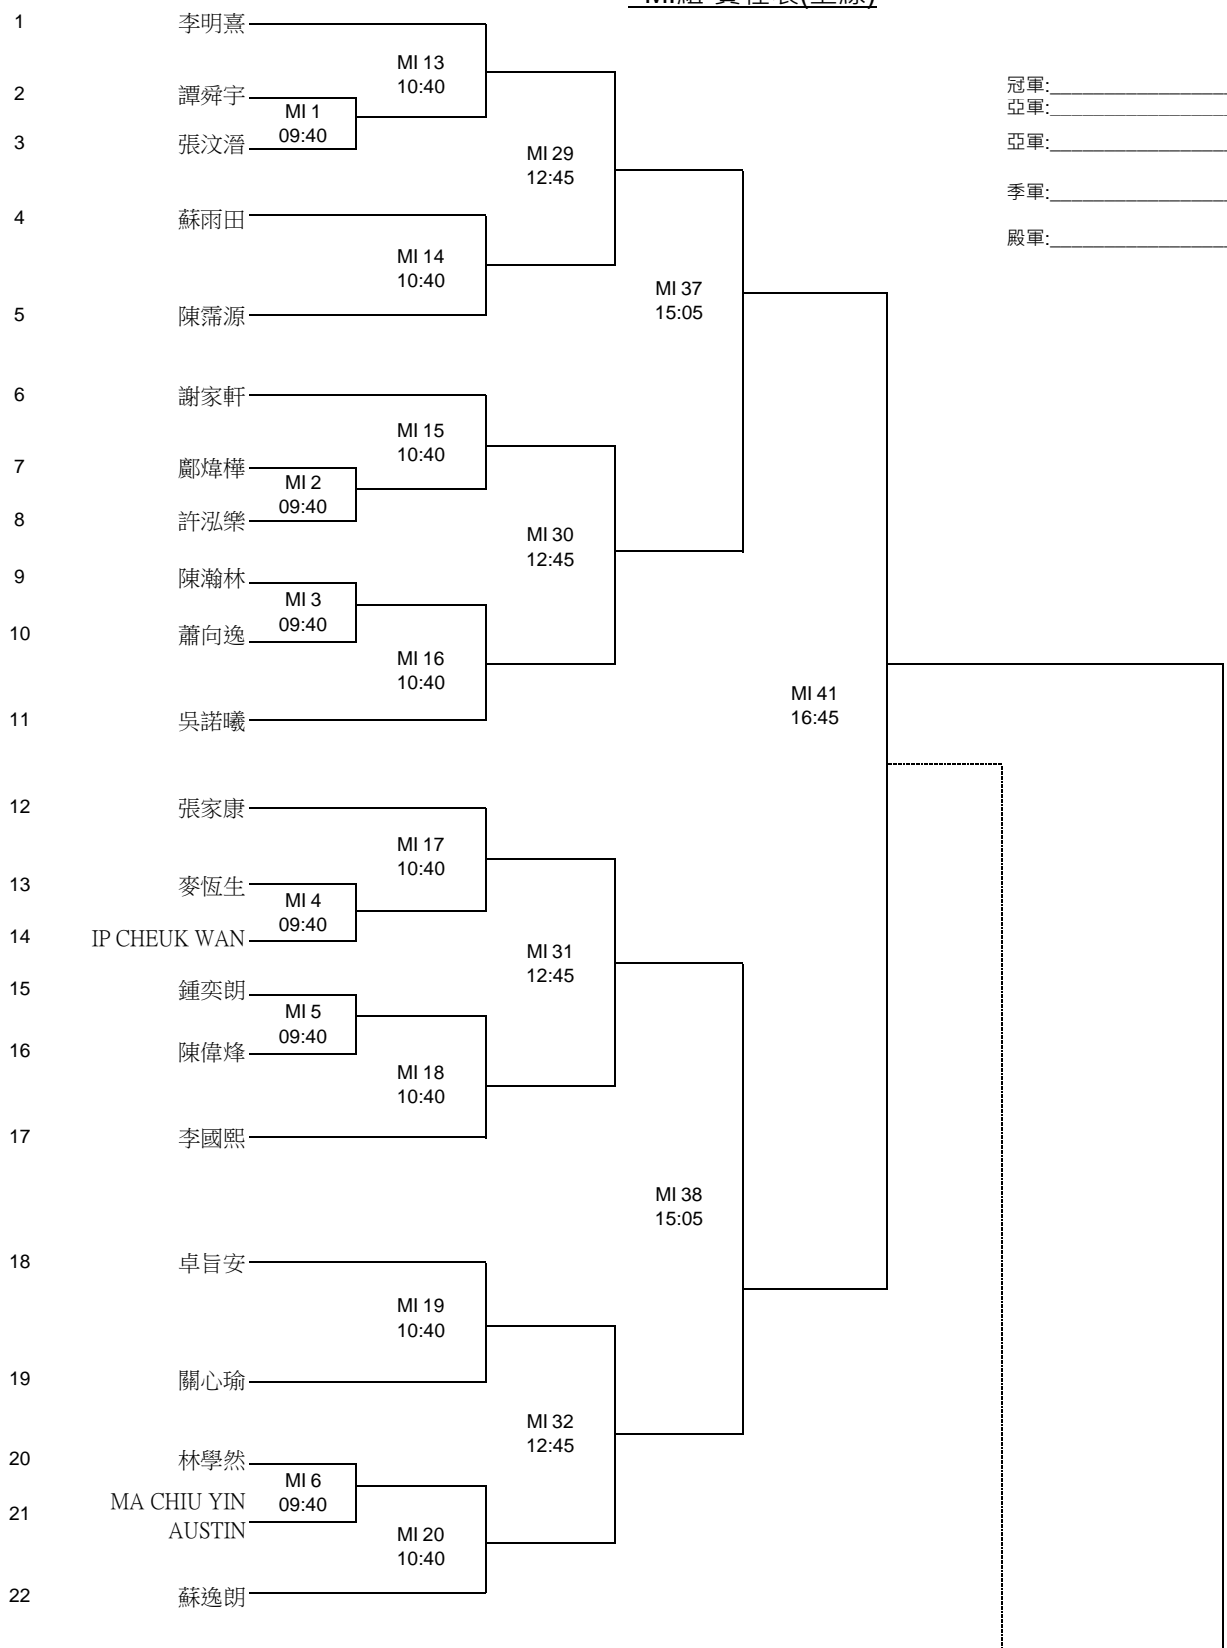 MI組 賽程表(上線)
1 李明熹
MI 13
10:40
冠軍:
2 譚舜宇
MI 1
09:40
亞軍:
3 張汶溍
亞軍:
MI 29
12:45
季軍:
4 蘇雨田
殿軍:
MI 14
10:40
MI 37
15:05
5 陳霈源
6 謝家軒
MI 15
10:40
7 鄺煒樺
MI 2
09:40
8 許泓樂
MI 30
12:45
9 陳瀚林
MI 3
09:40
10 蕭向逸
MI 16
10:40
MI 41
16:45
11 吳諾曦
12 張家康
MI 17
10:40
13 麥恆生
MI 4
09:40
14 IP CHEUK WAN
MI 31
12:45
15 鍾奕朗
MI 5
09:40
16 陳偉烽
MI 18
10:40
17 李國熙
MI 38
15:05
18 卓旨安
MI 19
10:40
19 關心瑜
MI 32
12:45
20 林學然
MI 6
09:40
21 MA CHIU YIN
AUSTIN
MI 20
10:40
22 蘇逸朗